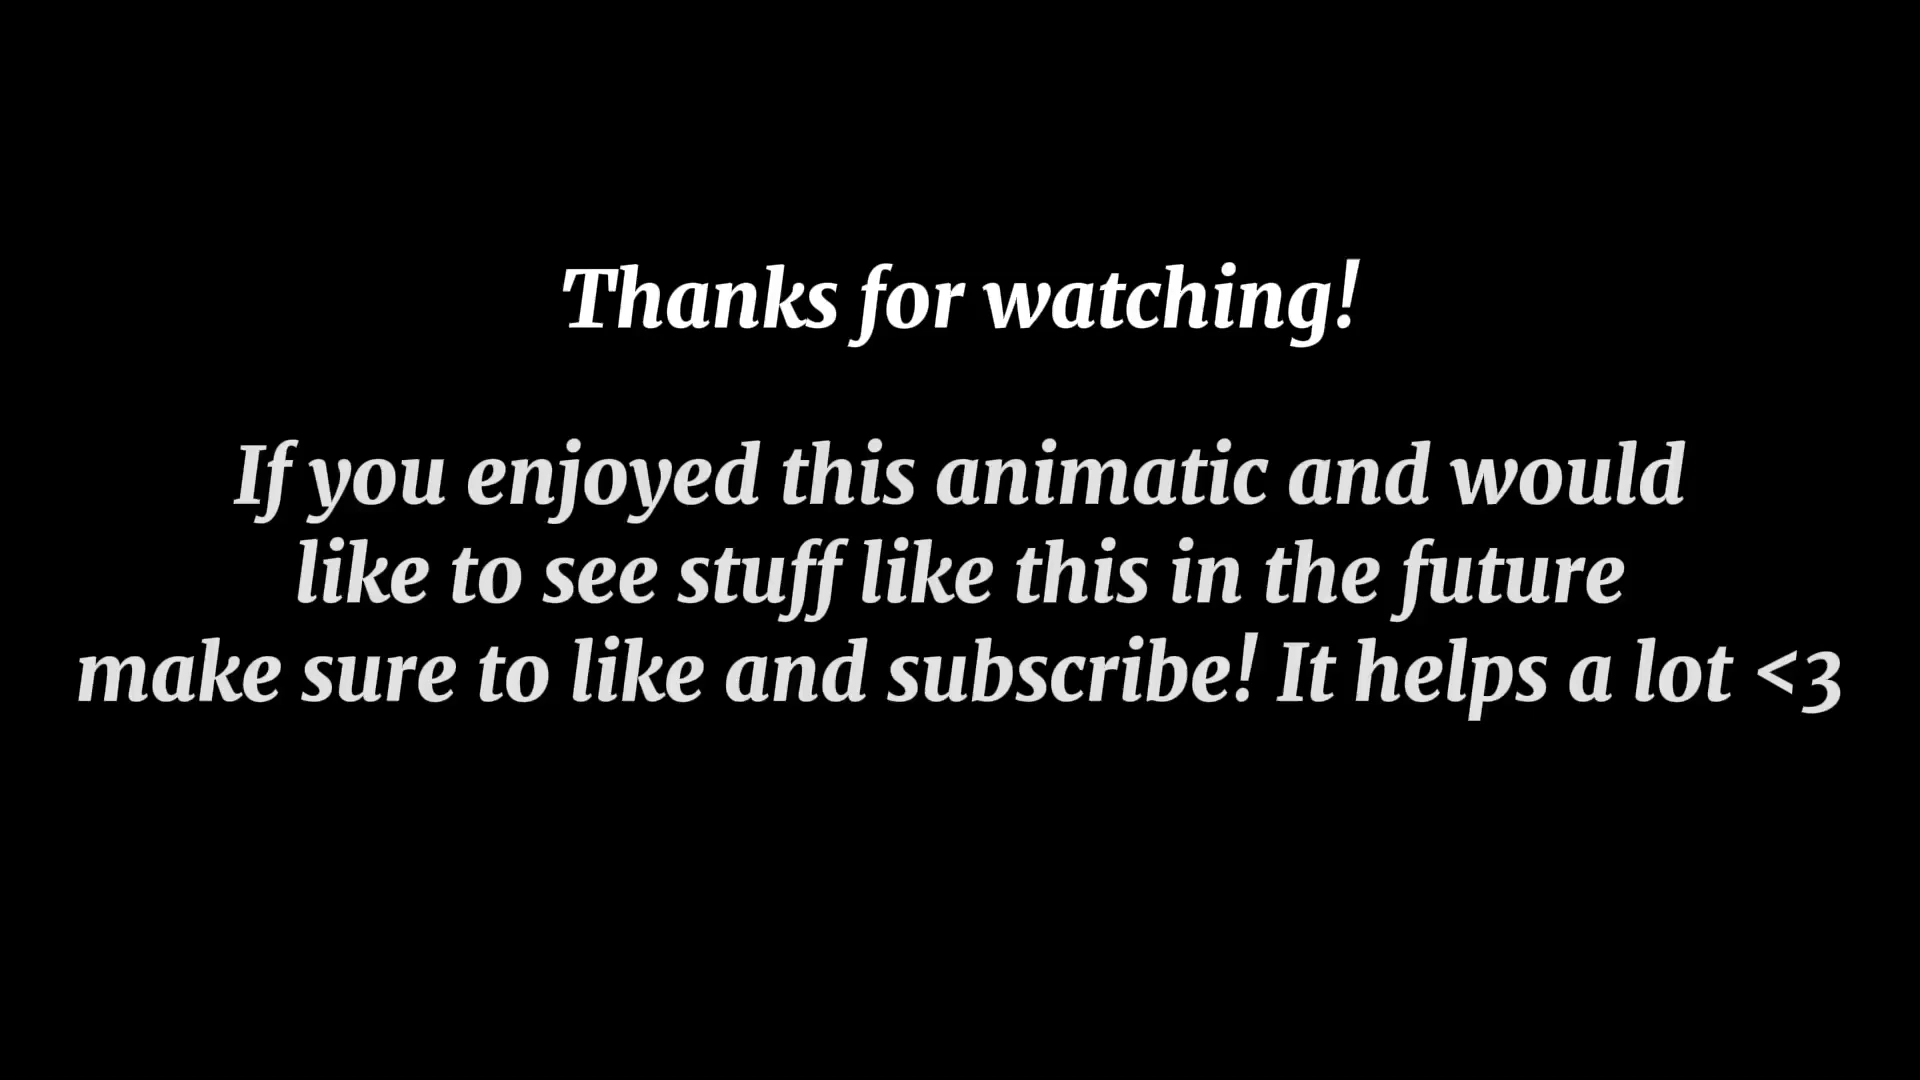 Thanks for watching!
If you enjoyed this animatic and would
like to see stuff like this in the future
make sure to like and subscribe! It helps a lot <3